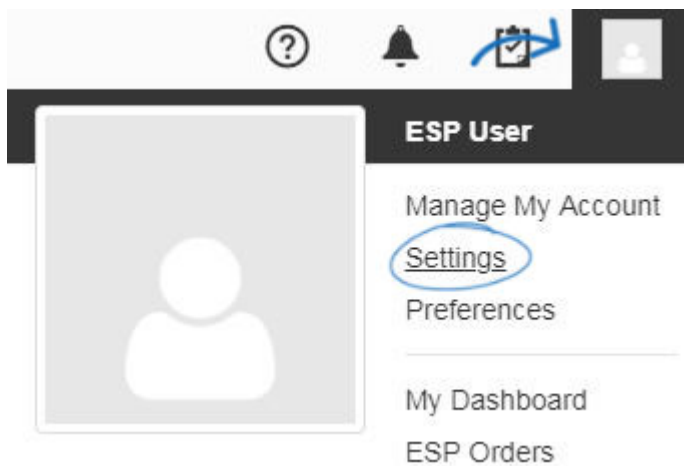 ESP User
Manage My Account
Settings
Preferences
My Dashboard
ESP Orders